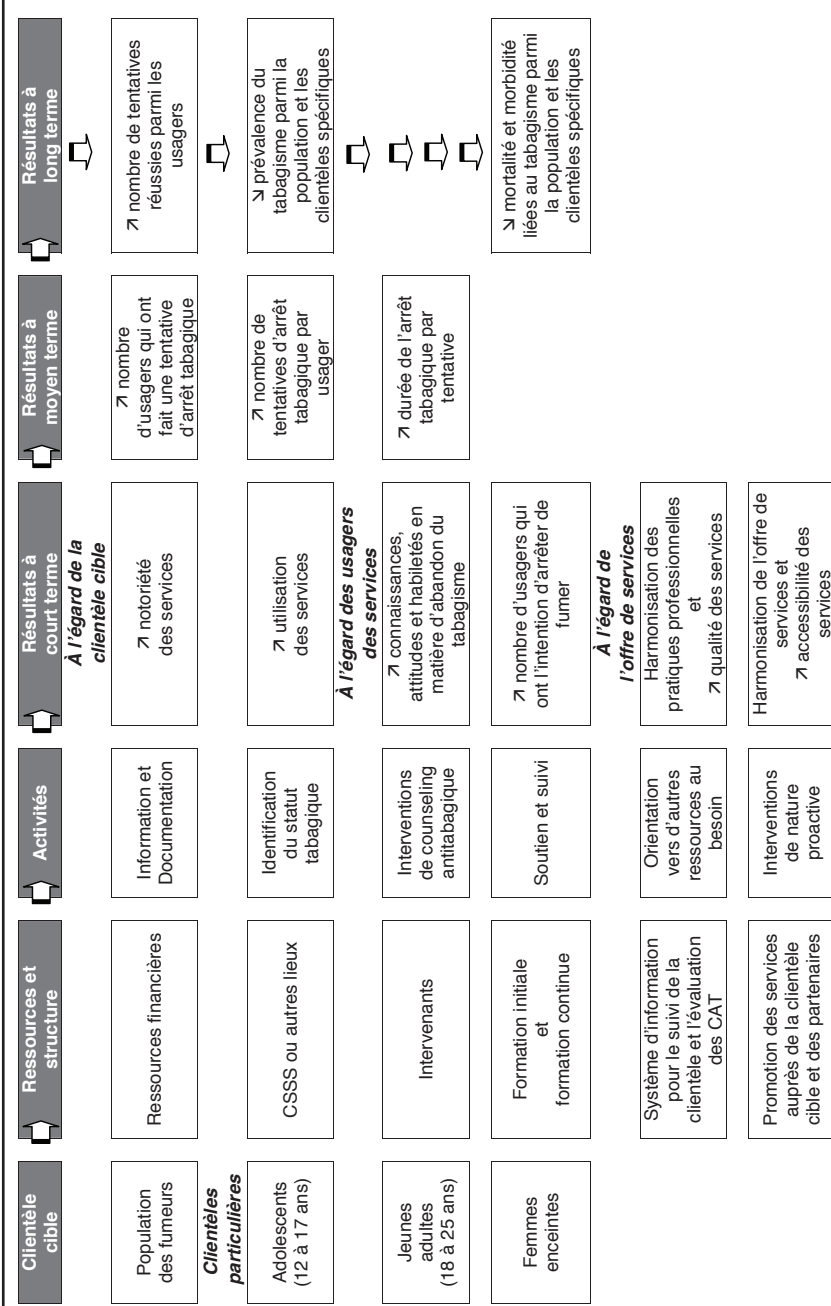 Clientèle
cible
Population
des fumeurs
Clientèles
particulières
Adolescents
(12 à 17 ans)
Jeunes
adultes
(18 à 25 ans)
Femmes
enceintes
Ressources et
structure
Ressources financières
CSSS ou autres lieux
Intervenants
Formation initiale
et
formation continue
Système d'information
pour le suivi de la
clientèle et l'évaluation
des CAT
Promotion des services
auprès de la clientèle
cible et des partenaires
Activités
Information et
Documentation
Identification
du statut
tabagique
Interventions
de counseling
antitabagique
Soutien et suivi
Orientation
vers d'autres
ressources au
besoin
Interventions
de nature
proactive
Résultats à
court terme
À l'égard de la
clientèle cible
↗ notoriété
des services
↗ utilisation
des services
À l'égard des usagers
des services
↗ connaissances,
attitudes et habiletés en
matière d'abandon du
tabagisme
↗ nombre d'usagers qui
ont l'intention d'arrêter de
fumer
À l'égard de
l'offre de services
Harmonisation des
pratiques professionnelles
et
↗ qualité des services
Harmonisation de l'offre de
services et
↗ accessibilité des
services
Résultats à
moyen terme
↗ nombre
d'usagers qui ont
fait une tentative
d'arrêt tabagique
↗ nombre de
tentatives d'arrêt
tabagique par
usager
↗ durée de l'arrêt
tabagique par
tentative
Résultats à
long terme
↗ nombre de tentatives
réussies parmi les
usagers
↘ prévalence du
tabagisme parmi la
population et les
clientèles spécifiques
↘ mortalité et morbidité
liées au tabagisme parmi
la population et les
clientèles spécifiques